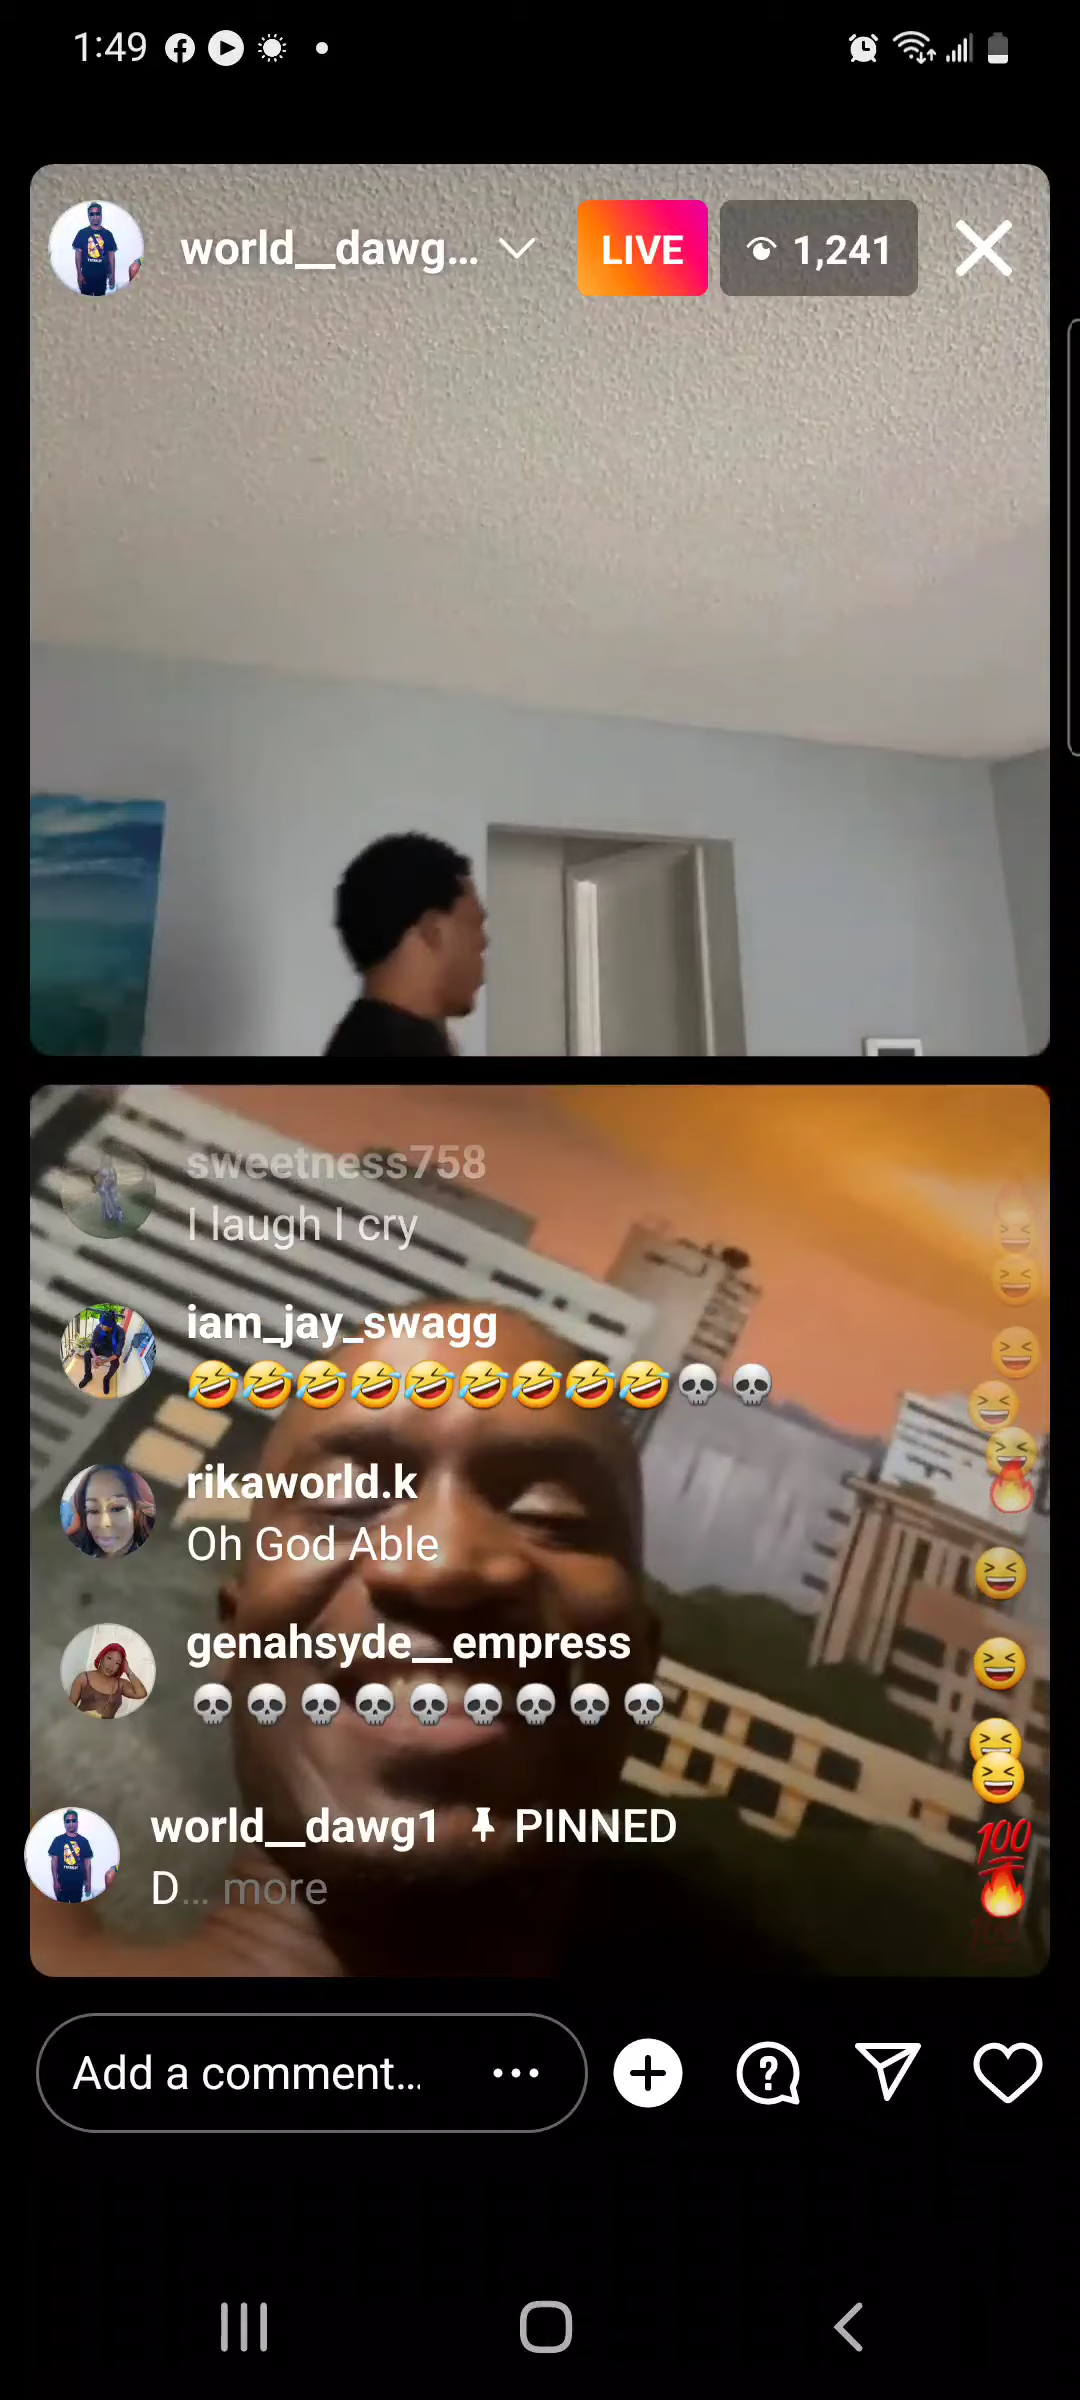 1:49
world__dawg...
LIVE
1,241
sweetness758
I laugh I cry
iam_jay_swagg
🤣🤣🤣🤣🤣🤣🤣🤣🤣💀💀
rikaworld.k
Oh God Able
genahsyde__empress
💀💀💀💀💀💀💀💀💀
world__dawg1 PINNED
D... more
Add a comment...